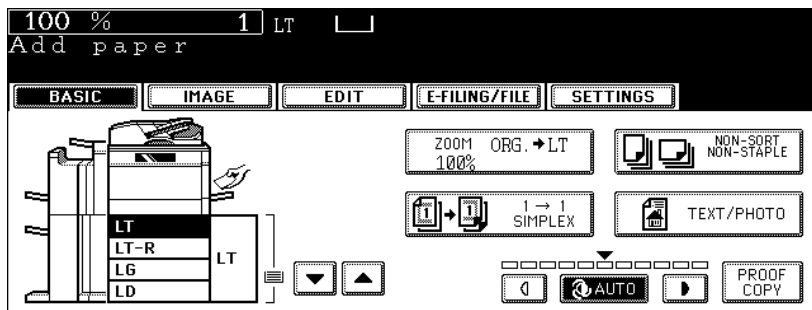 100 % 1 LT
Add paper
BASIC IMAGE EDIT E-FILING/FILE SETTINGS
ZOOM ORG.➜LT
100%
NON-SORT
NON-STAPLE
1 → 1
SIMPLEX
TEXT/PHOTO
LT
LT-R
LG
LD
LT
AUTO
PROOF
COPY